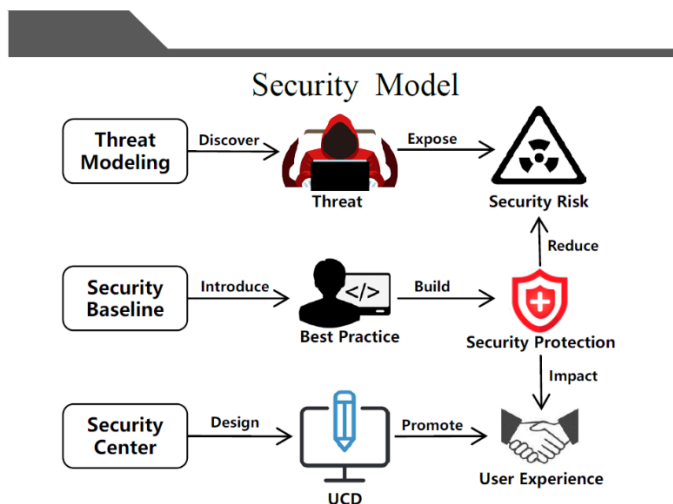 Security Model
Threat
Modeling
Discover
Threat
Expose
Security Risk
Reduce
Security
Baseline
Introduce
</>
Best Practice
Build
Security Protection
Impact
Security
Center
Design
UCD
Promote
User Experience